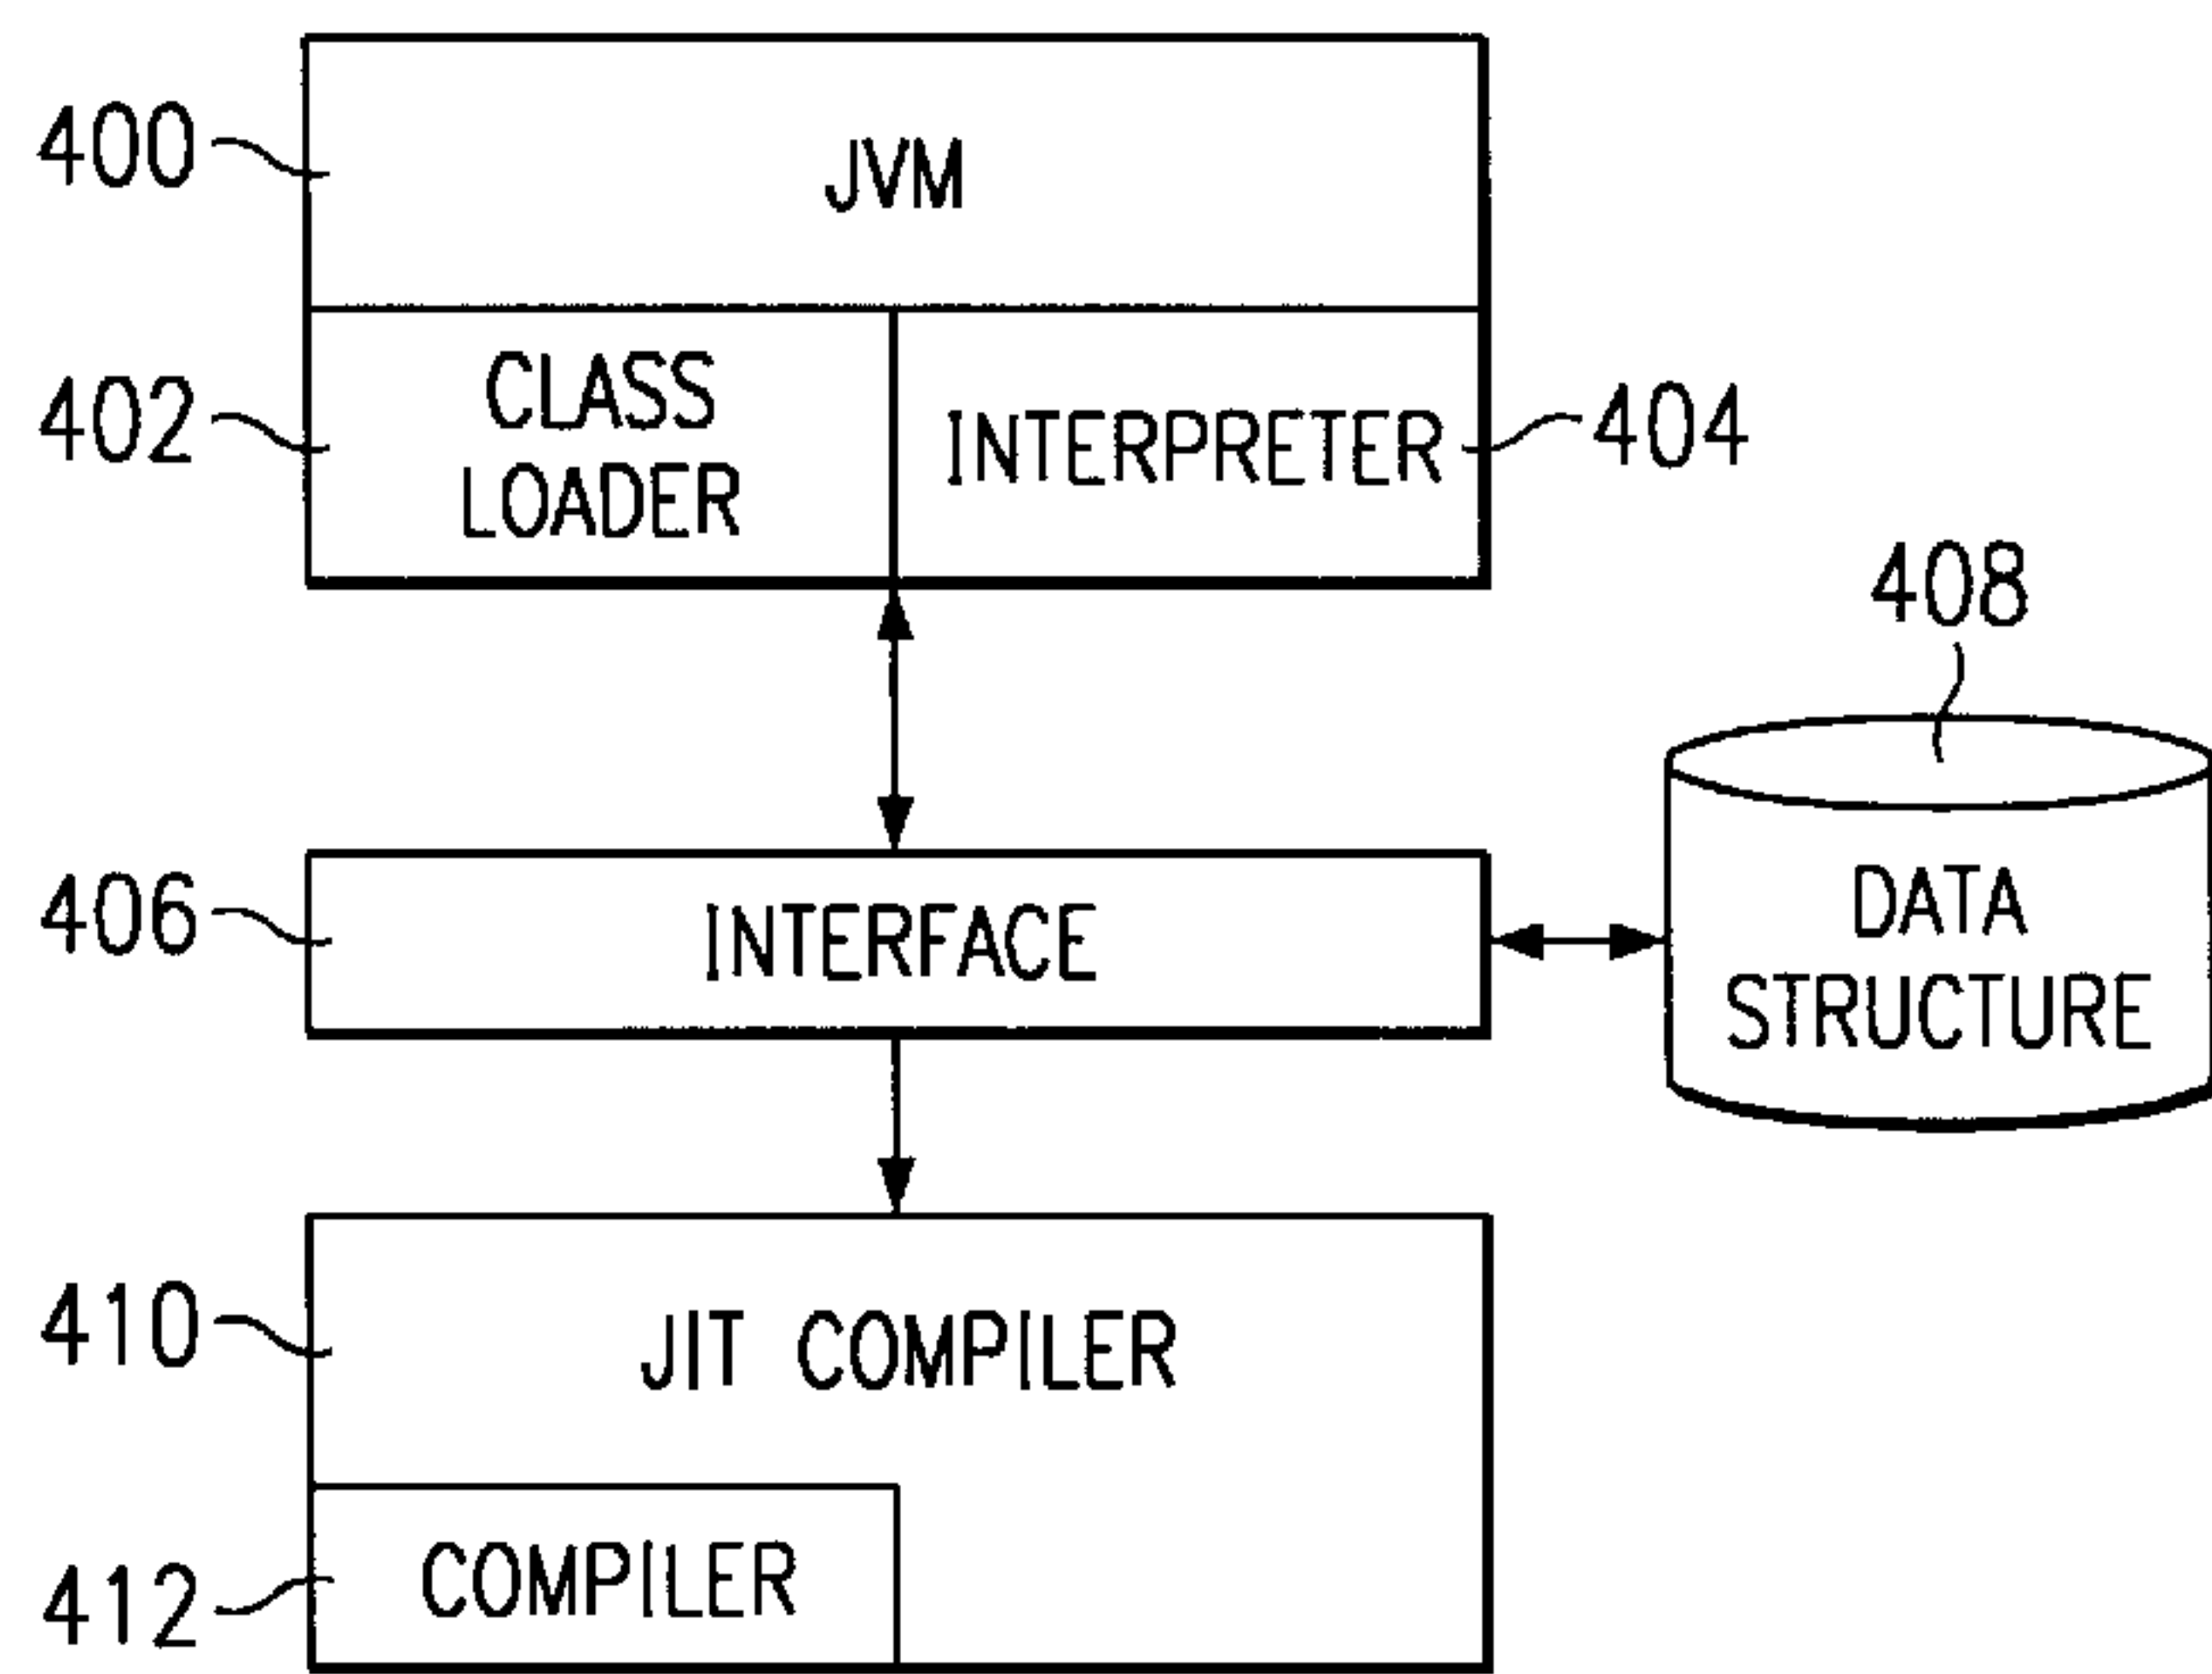 400
JVM
402
CLASS
LOADER
INTERPRETER
404
408
406
INTERFACE
DATA
STRUCTURE
410
JIT COMPILER
412
COMPILER